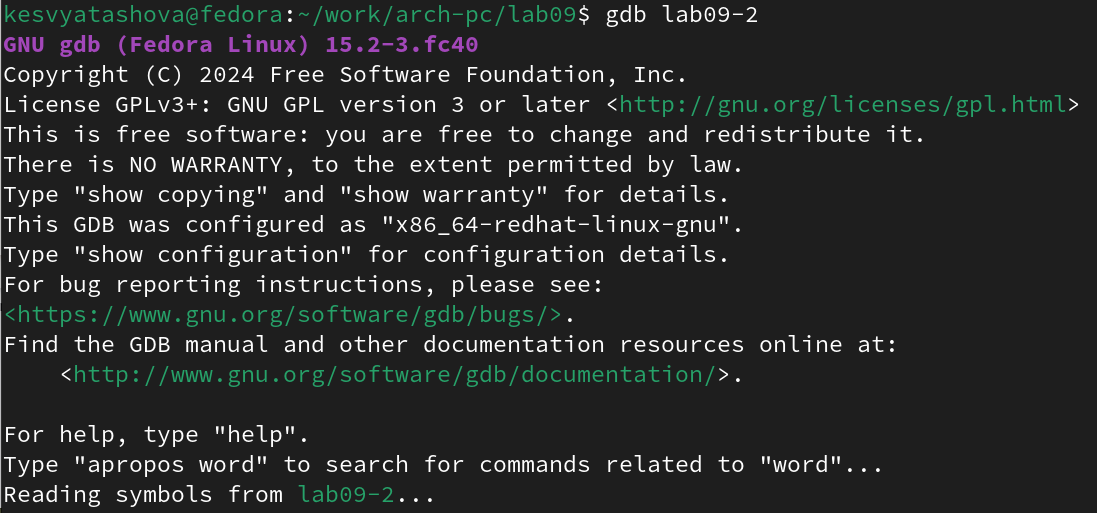 kesvyatashova@fedora:~/work/arch-pc/lab09$ gdb lab09-2
GNU gdb (Fedora Linux) 15.2-3.fc40
Copyright (C) 2024 Free Software Foundation, Inc.
License GPLv3+: GNU GPL version 3 or later <http://gnu.org/licenses/gpl.html>
This is free software: you are free to change and redistribute it.
There is NO WARRANTY, to the extent permitted by law.
Type "show copying" and "show warranty" for details.
This GDB was configured as "x86_64-redhat-linux-gnu".
Type "show configuration" for configuration details.
For bug reporting instructions, please see:
<https://www.gnu.org/software/gdb/bugs/>.
Find the GDB manual and other documentation resources online at:
    <http://www.gnu.org/software/gdb/documentation/>.

For help, type "help".
Type "apropos word" to search for commands related to "word"...
Reading symbols from lab09-2...